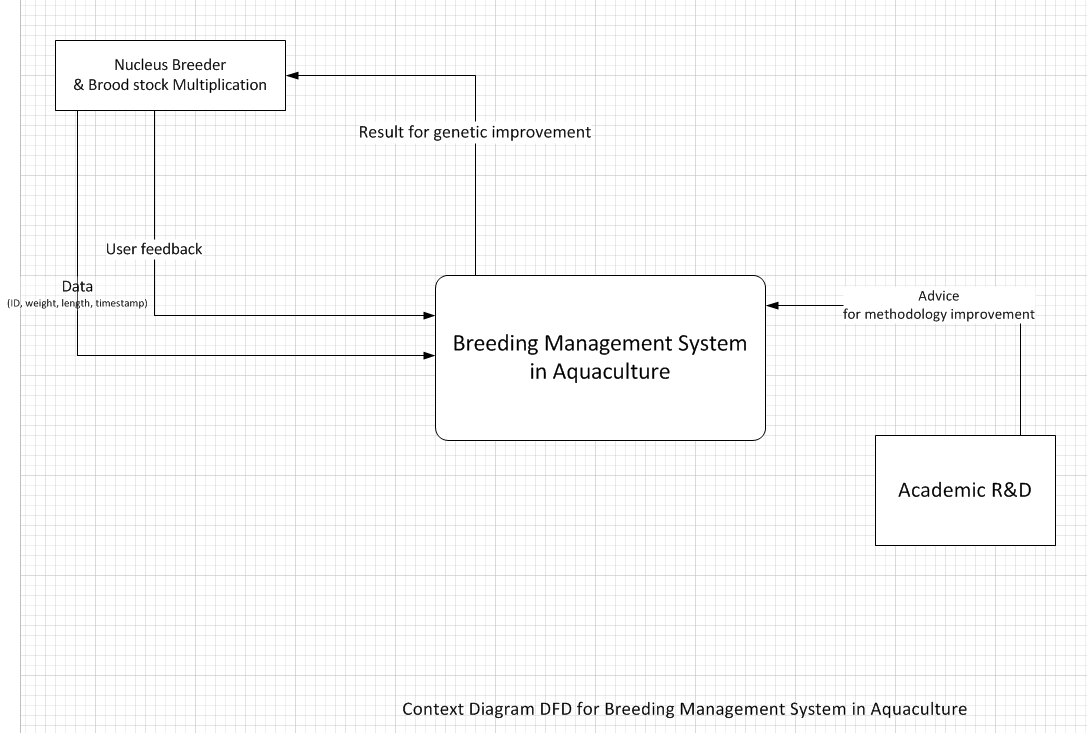 Nucleus Breeder
& Brood stock Multiplication
Result for genetic improvement
User feedback
Data
(ID, weight, length, timestamp)
Breeding Management System
in Aquaculture
Advice
for methodology improvement
Academic R&D
Context Diagram DFD for Breeding Management System in Aquaculture